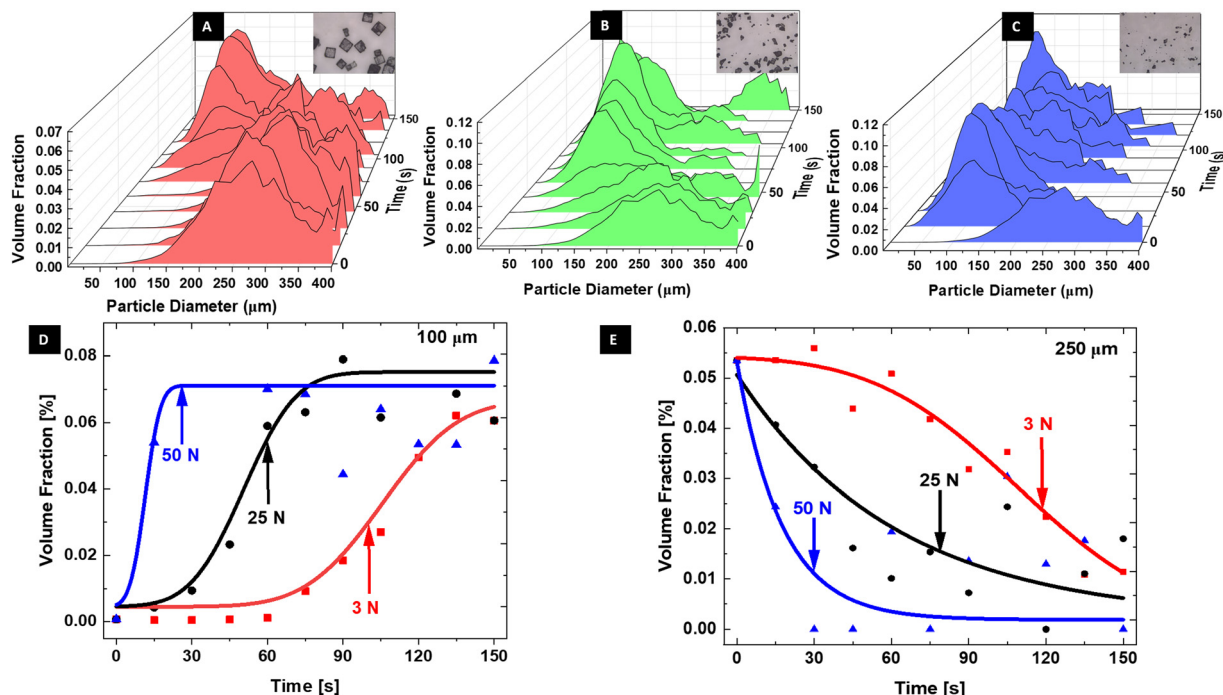 A
B
C
0.07
0.06
0.05
0.04
0.03
0.02
0.01
0.00
Volume Fraction
50 100 150 200 250 300 350 400
Particle Diameter (μm)
0
50
100
150
Time (s)
0.12
0.10
0.08
0.06
0.04
0.02
0.00
Volume Fraction
50 100 150 200 250 300 350 400
Particle Diameter (μm)
0
50
100
150
Time (s)
0.12
0.10
0.08
0.06
0.04
0.02
0.00
Volume Fraction
50 100 150 200 250 300 350 400
Particle Diameter (μm)
0
50
100
150
Time (s)
D
100 μm
0.08
0.06
0.04
0.02
0.00
Volume Fraction [%]
50 N
25 N
3 N
0 30 60 90 120 150
Time [s]
E
250 μm
0.06
0.05
0.04
0.03
0.02
0.01
0.00
Volume Fraction [%]
3 N
25 N
50 N
0 30 60 90 120 150
Time [s]